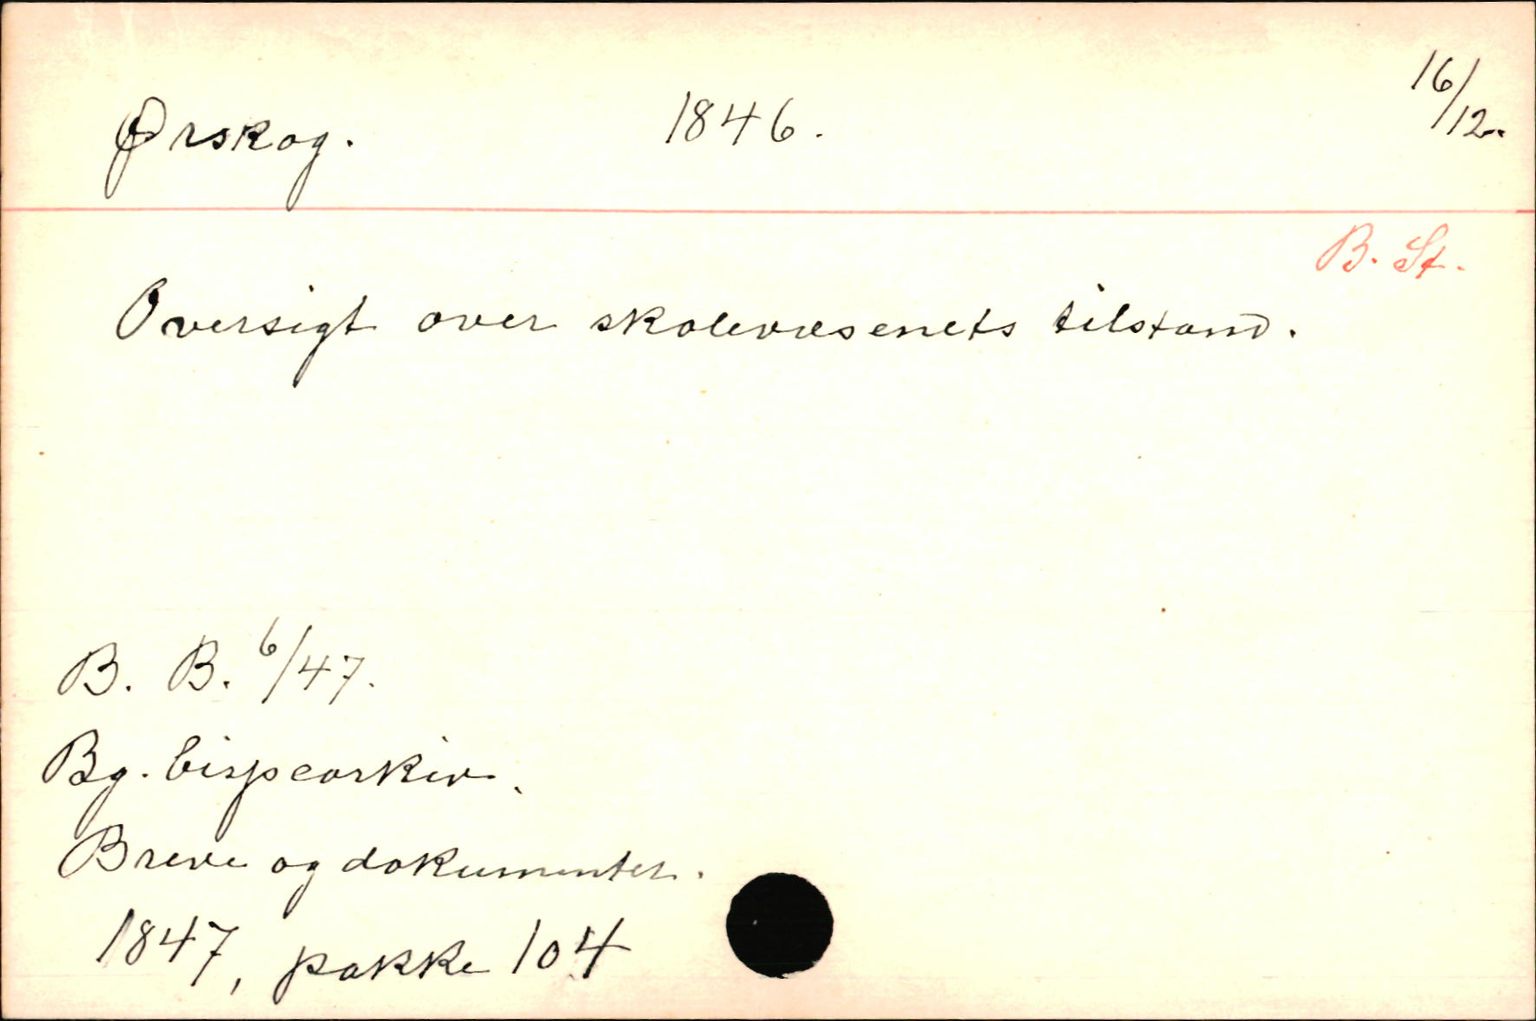 Ørskog. 1846. 16/12.
B. St.
Oversigt over skolevæsenets tilstand.
B. B. 6/47.
Bg. bispearkiv.
Breve og dokumenter.
1847, pakke 104